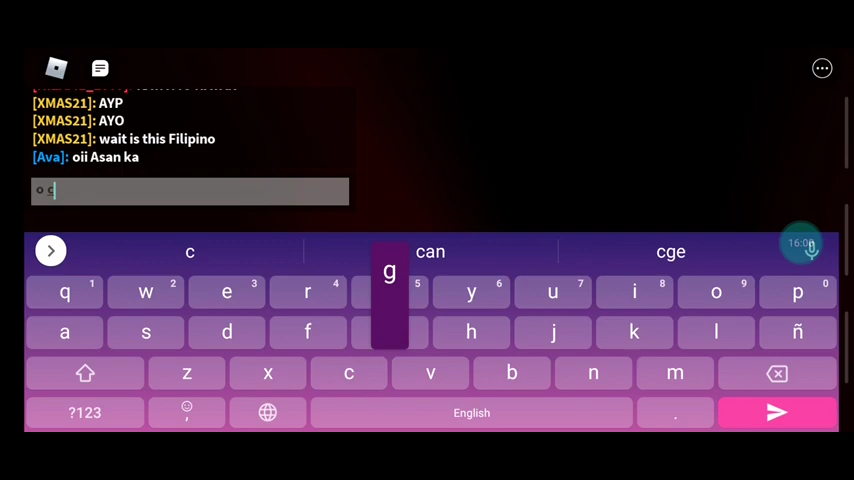 [XMAS21]: AYP
[XMAS21]: AYO
[XMAS21]: wait is this Filipino
[Ava]: oii Asan ka
o c
c can cge
16:00
g
q 1 w 2 e 3 r 4 5 y 6 u 7 i 8 o 9 p 0
a s d f h j k l ñ
z x c v b n m
?123 , English .